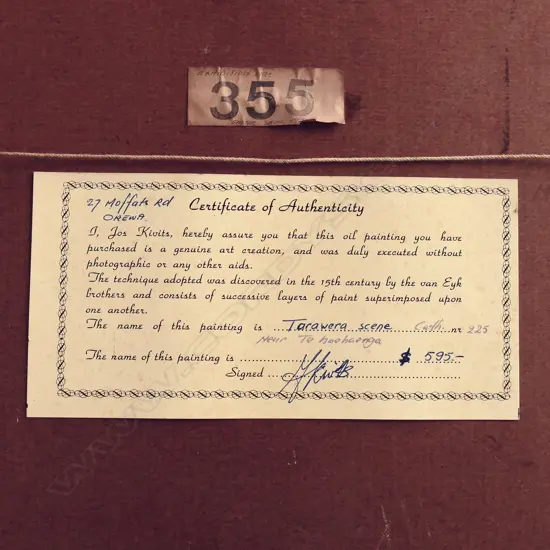 355
27 Moffats Rd
OREWA.
Certificate of Authenticity
I, Jos Kivits, hereby assure you that this oil painting you have
purchased is a genuine art creation, and was duly executed without
photographic or any other aids.
The technique adopted was discovered in the 15th century by the van Eyk
brothers and consists of successive layers of paint superimposed upon
one another.
The name of this painting is ... Tarawera scene nr 225
Near Te
The name of this painting is ........ $ 595.-
Signed ... JKivits